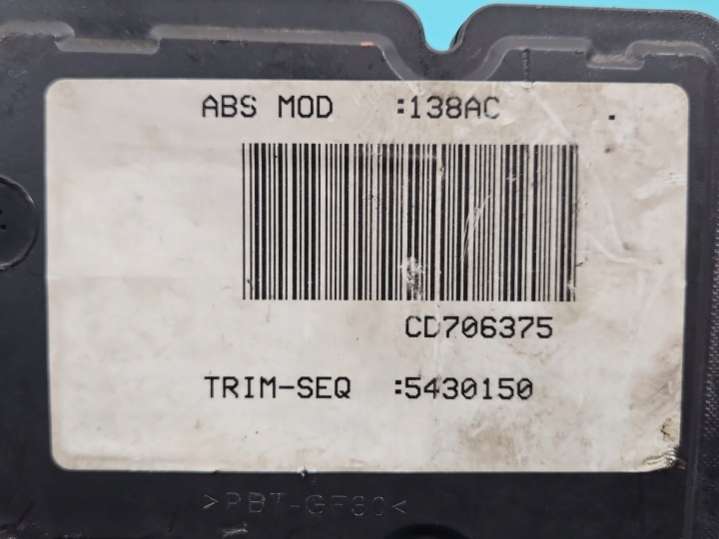 ABS MOD :138AC
CD706375
TRIM-SEQ :5430150
>PBT-GF30<